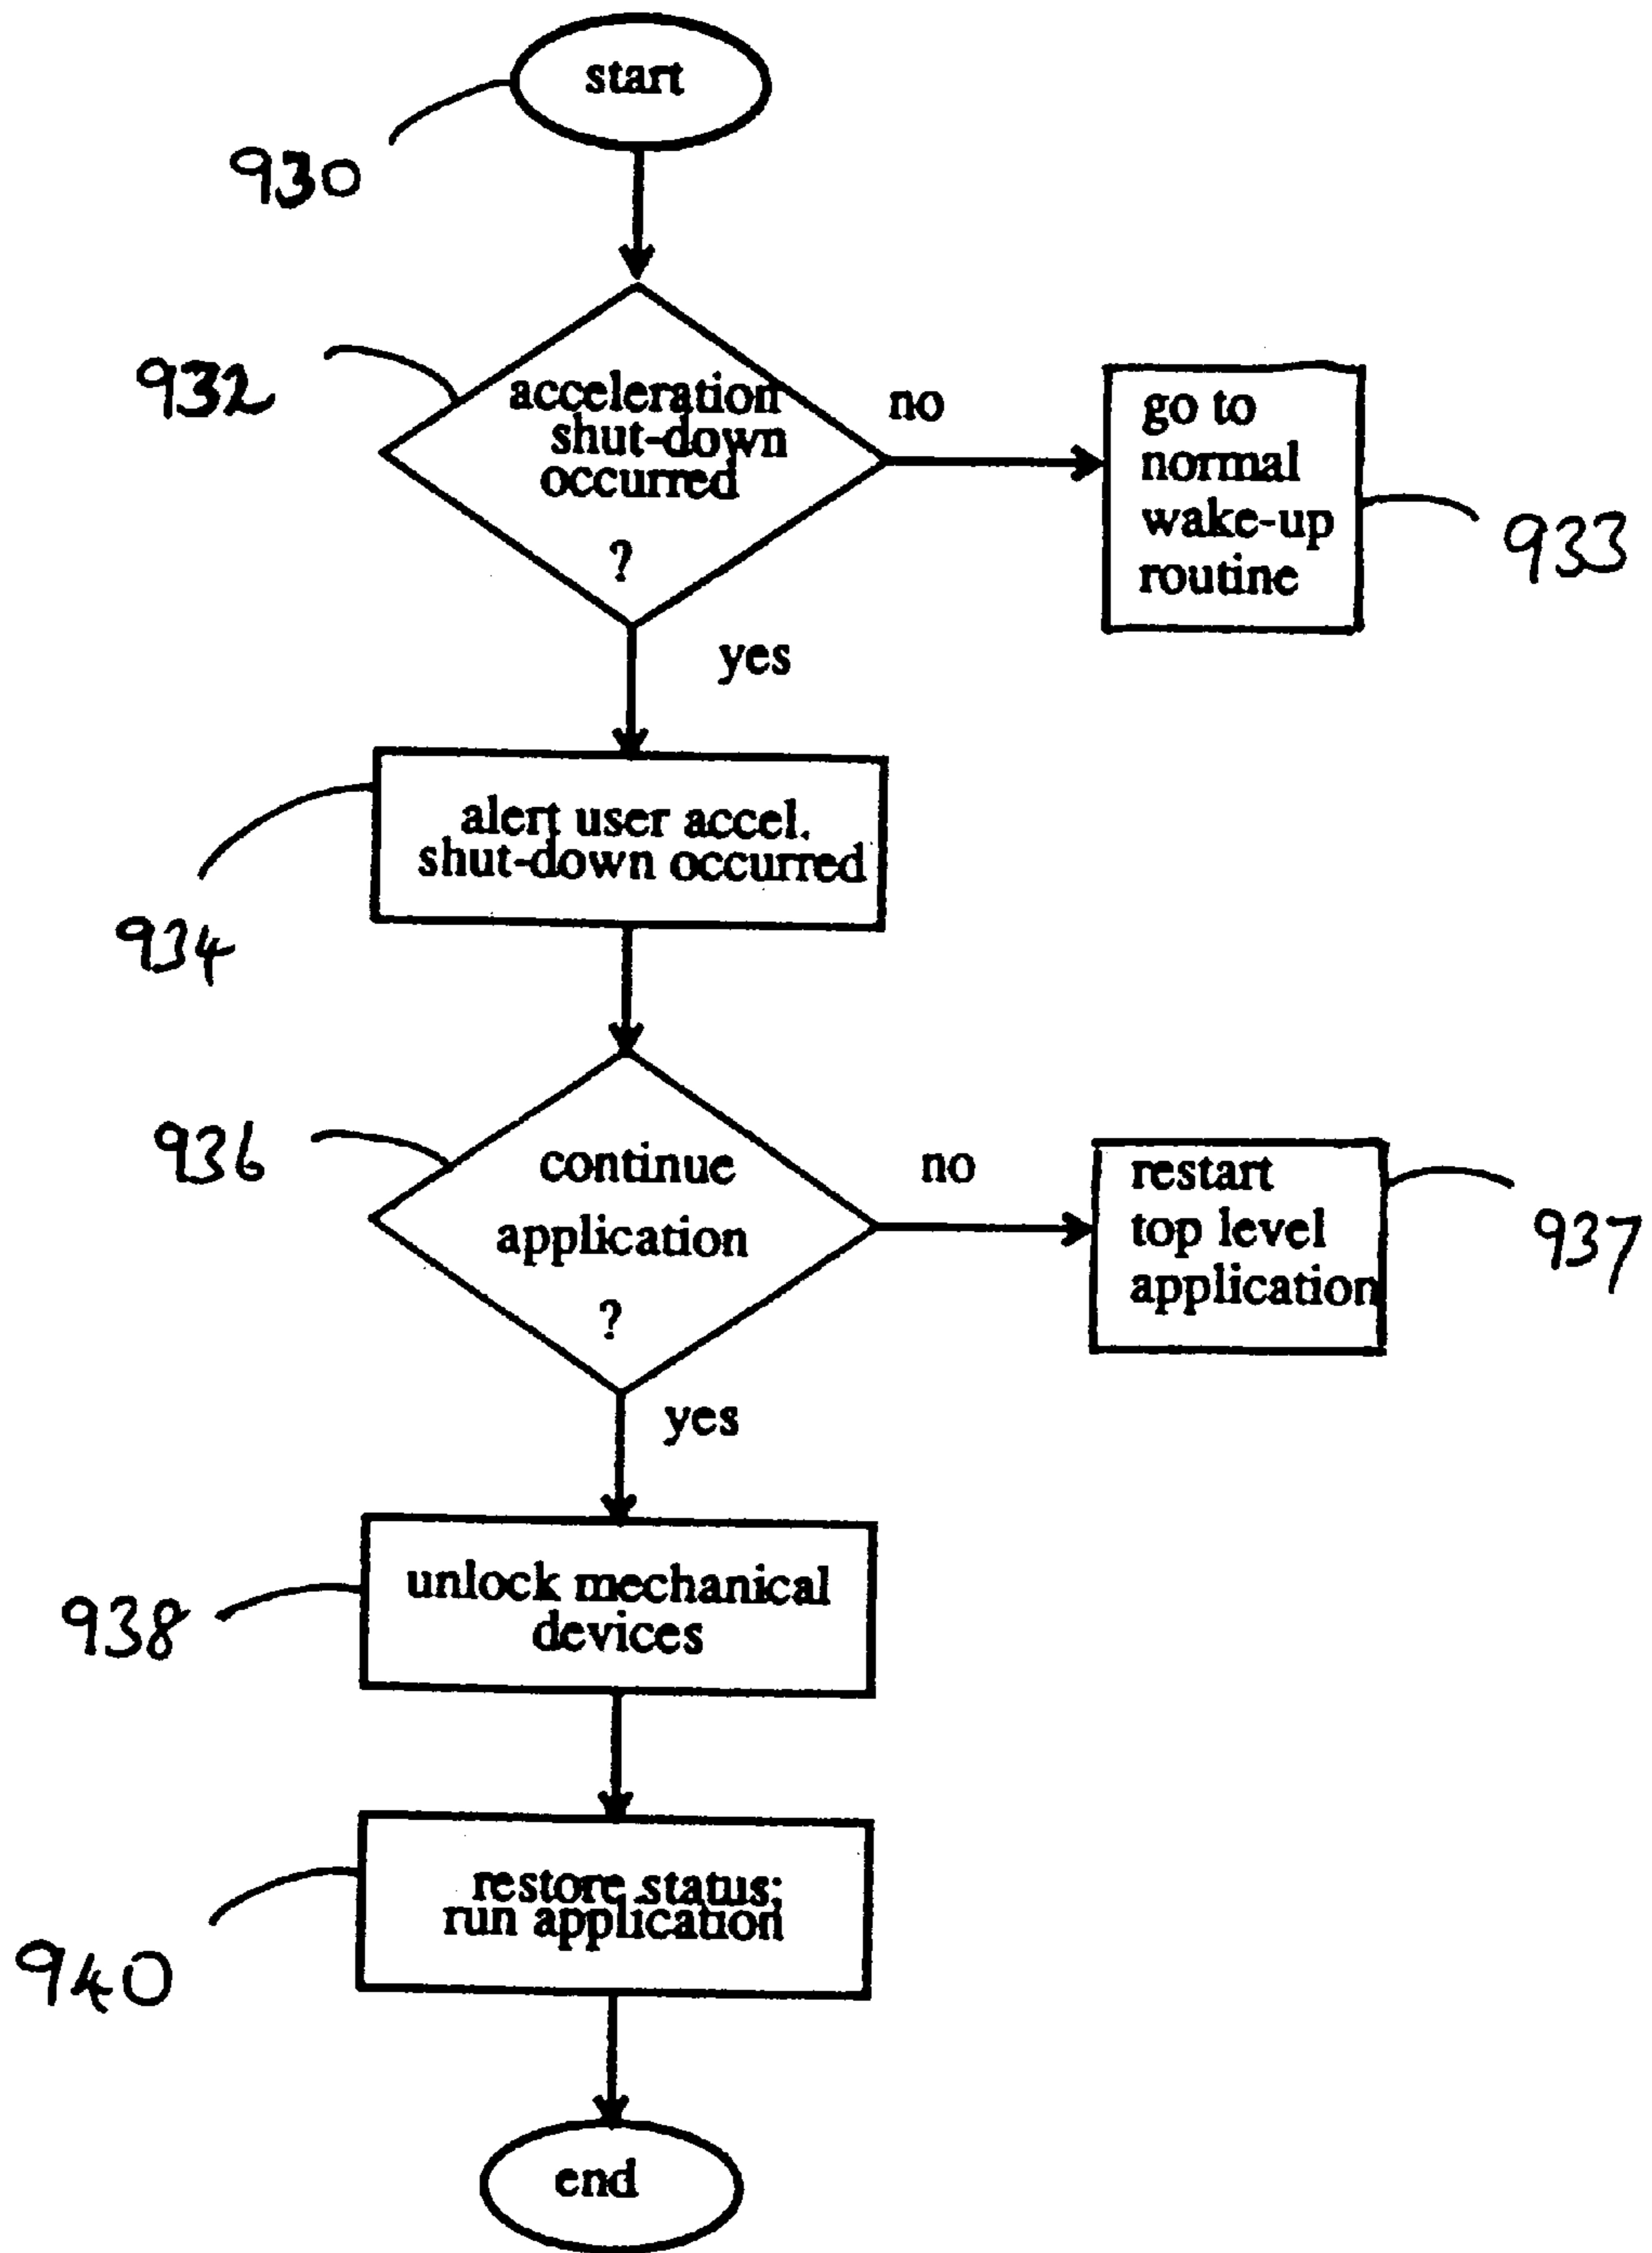 start
930
932
acceleration
shut-down
occurred
?
no
go to
normal
wake-up
routine
933
yes
alert user accel.
shut-down occurred
934
936
continue
application
?
no
restart
top level
application
937
yes
unlock mechanical
devices
938
restore status;
run application
940
end